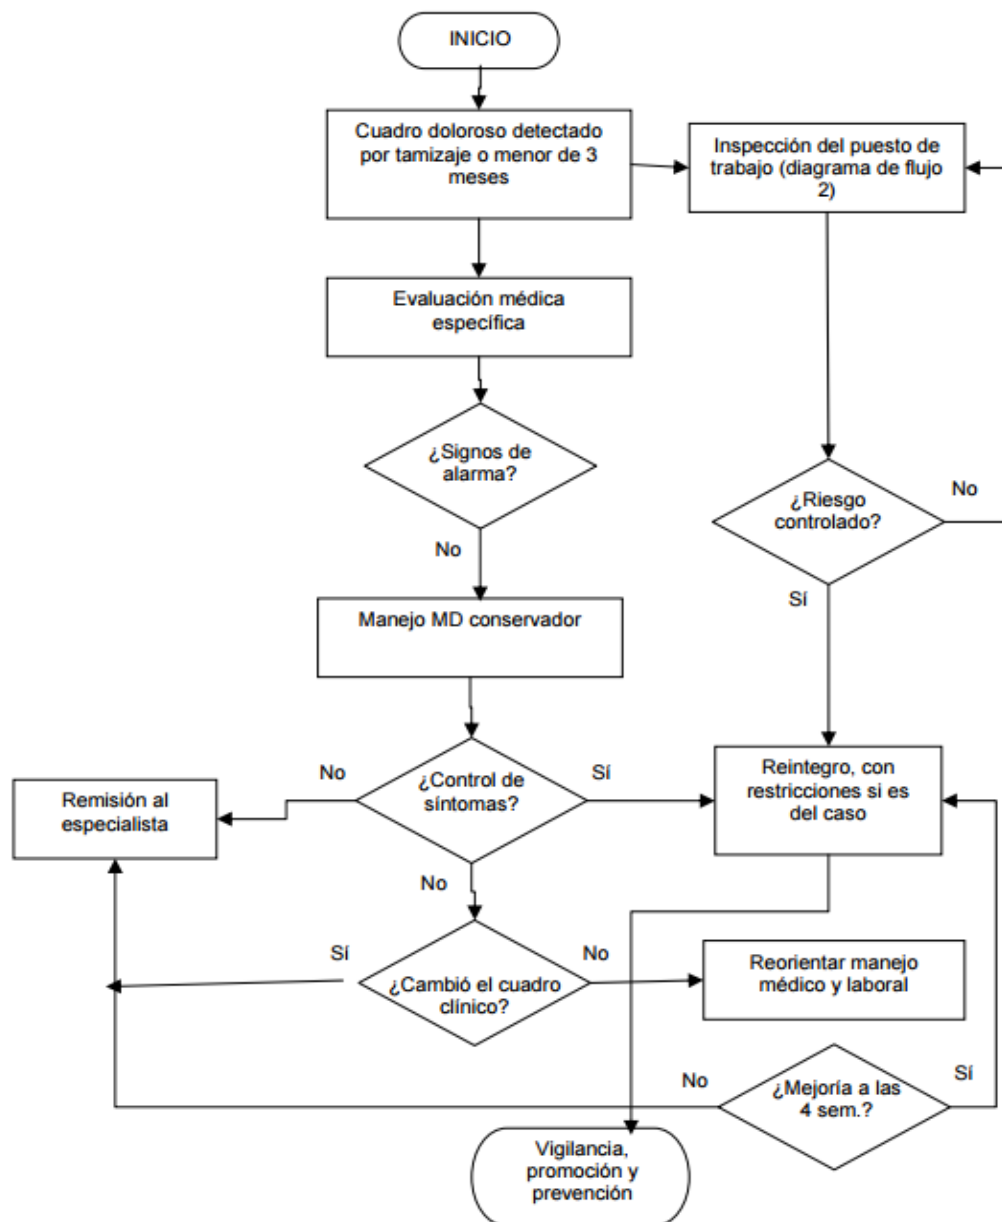 INICIO
Cuadro doloroso detectado
por tamizaje o menor de 3
meses
Inspección del puesto de
trabajo (diagrama de flujo
2)
Evaluación médica
específica
¿Signos de
alarma?
No
¿Riesgo
controlado?
No
Sí
Manejo MD conservador
No
¿Control de
síntomas?
Sí
Remisión al
especialista
Reintegro, con
restricciones si es
del caso
No
Sí
¿Cambió el cuadro
clínico?
No
Reorientar manejo
médico y laboral
No
¿Mejoría a las
4 sem.?
Sí
Vigilancia,
promoción y
prevención